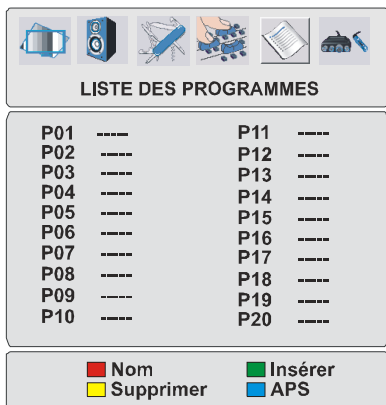 LISTE DES PROGRAMMES
P01 -----
P02 -----
P03 -----
P04 -----
P05 -----
P06 -----
P07 -----
P08 -----
P09 -----
P10 -----
P11 -----
P12 -----
P13 -----
P14 -----
P15 -----
P16 -----
P17 -----
P18 -----
P19 -----
P20 -----
Nom
Insérer
Supprimer
APS